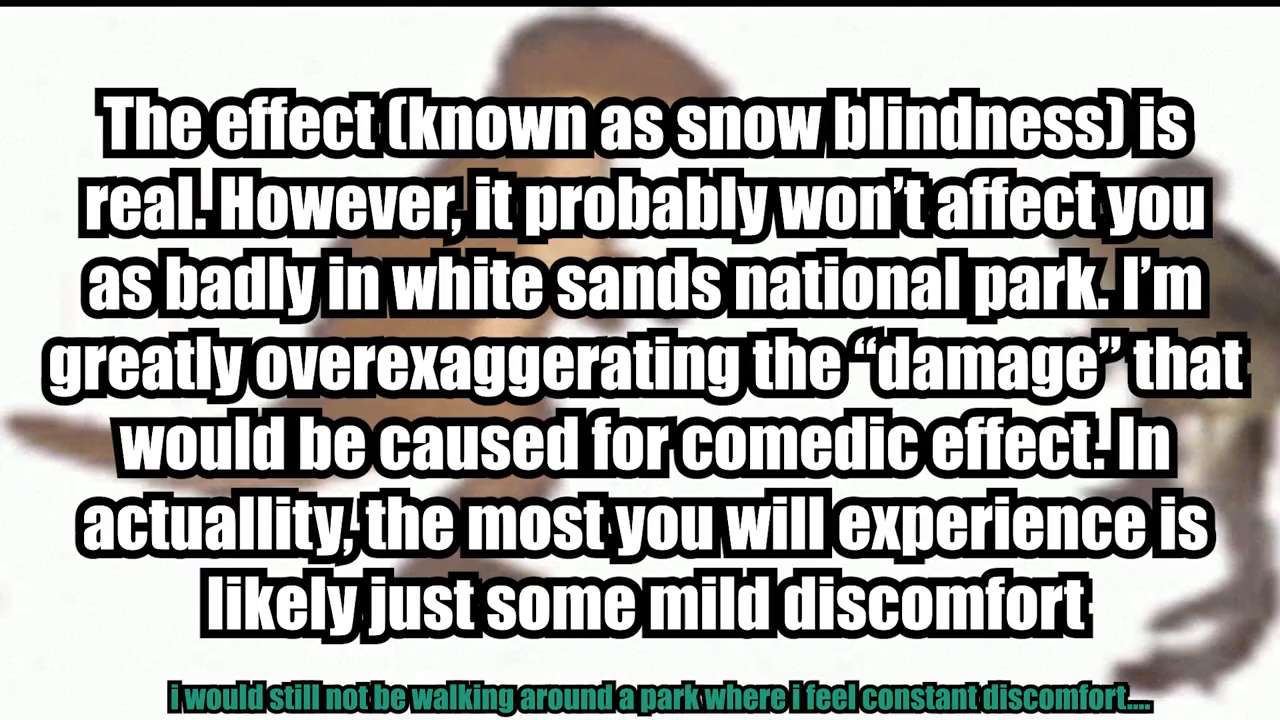 The effect (known as snow blindness) is
real. However, it probably won’t affect you
as badly in white sands national park. I’m
greatly overexaggerating the “damage” that
would be caused for comedic effect. In
actuallity, the most you will experience is
likely just some mild discomfort
i would still not be walking around a park where i feel constant discomfort....